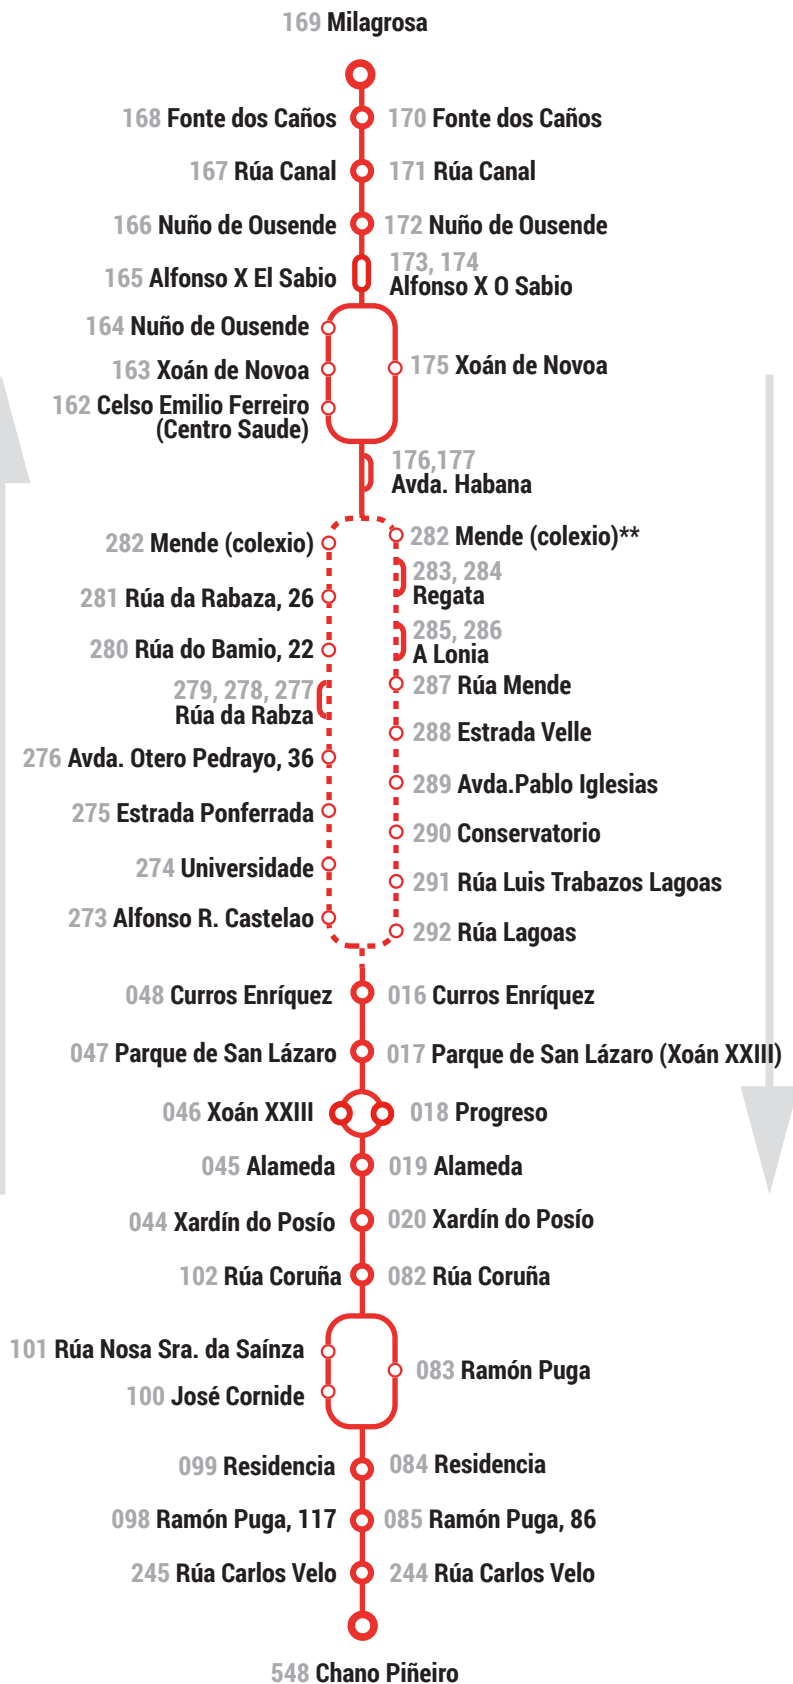 169 Milagrosa
168 Fonte dos Caños
170 Fonte dos Caños
167 Rúa Canal
171 Rúa Canal
166 Nuño de Ousende
172 Nuño de Ousende
165 Alfonso X El Sabio
173, 174
Alfonso X O Sabio
164 Nuño de Ousende
163 Xoán de Novoa
175 Xoán de Novoa
162 Celso Emilio Ferreiro
(Centro Saude)
176,177
Avda. Habana
282 Mende (colexio)
282 Mende (colexio)**
281 Rúa da Rabaza, 26
283, 284
Regata
280 Rúa do Bamio, 22
285, 286
A Lonia
279, 278, 277
Rúa da Rabza
287 Rúa Mende
276 Avda. Otero Pedrayo, 36
288 Estrada Velle
275 Estrada Ponferrada
289 Avda.Pablo Iglesias
274 Universidade
290 Conservatorio
273 Alfonso R. Castelao
291 Rúa Luis Trabazos Lagoas
292 Rúa Lagoas
048 Curros Enríquez
016 Curros Enríquez
047 Parque de San Lázaro
017 Parque de San Lázaro (Xoán XXIII)
046 Xoán XXIII
018 Progreso
045 Alameda
019 Alameda
044 Xardín do Posío
020 Xardín do Posío
102 Rúa Coruña
082 Rúa Coruña
101 Rúa Nosa Sra. da Saínza
083 Ramón Puga
100 José Cornide
099 Residencia
084 Residencia
098 Ramón Puga, 117
085 Ramón Puga, 86
245 Rúa Carlos Velo
244 Rúa Carlos Velo
548 Chano Piñeiro